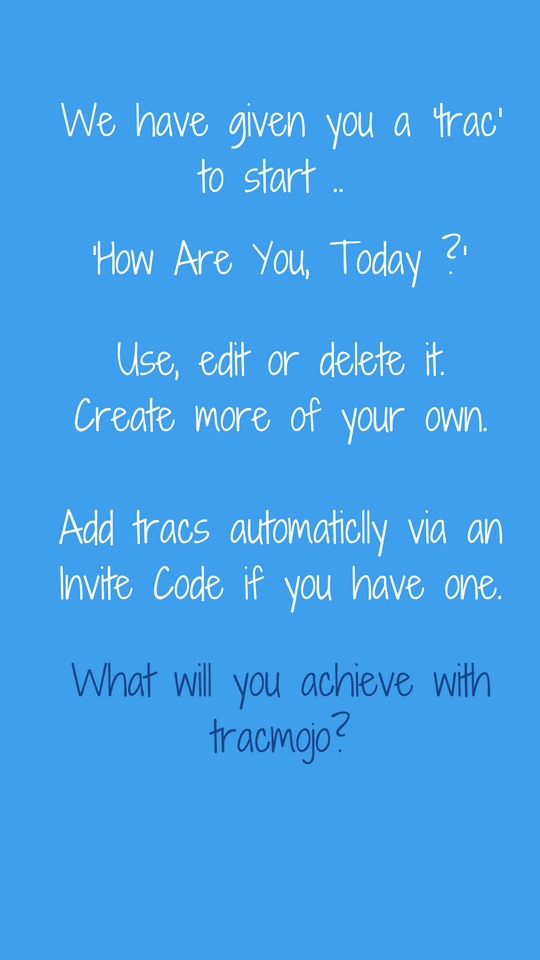 We have given you a 'trac'
to start ..
'How Are You, Today ?'
Use, edit or delete it.
Create more of your own.
Add tracs automaticlly via an
Invite Code if you have one.
What will you achieve with
tracmojo?